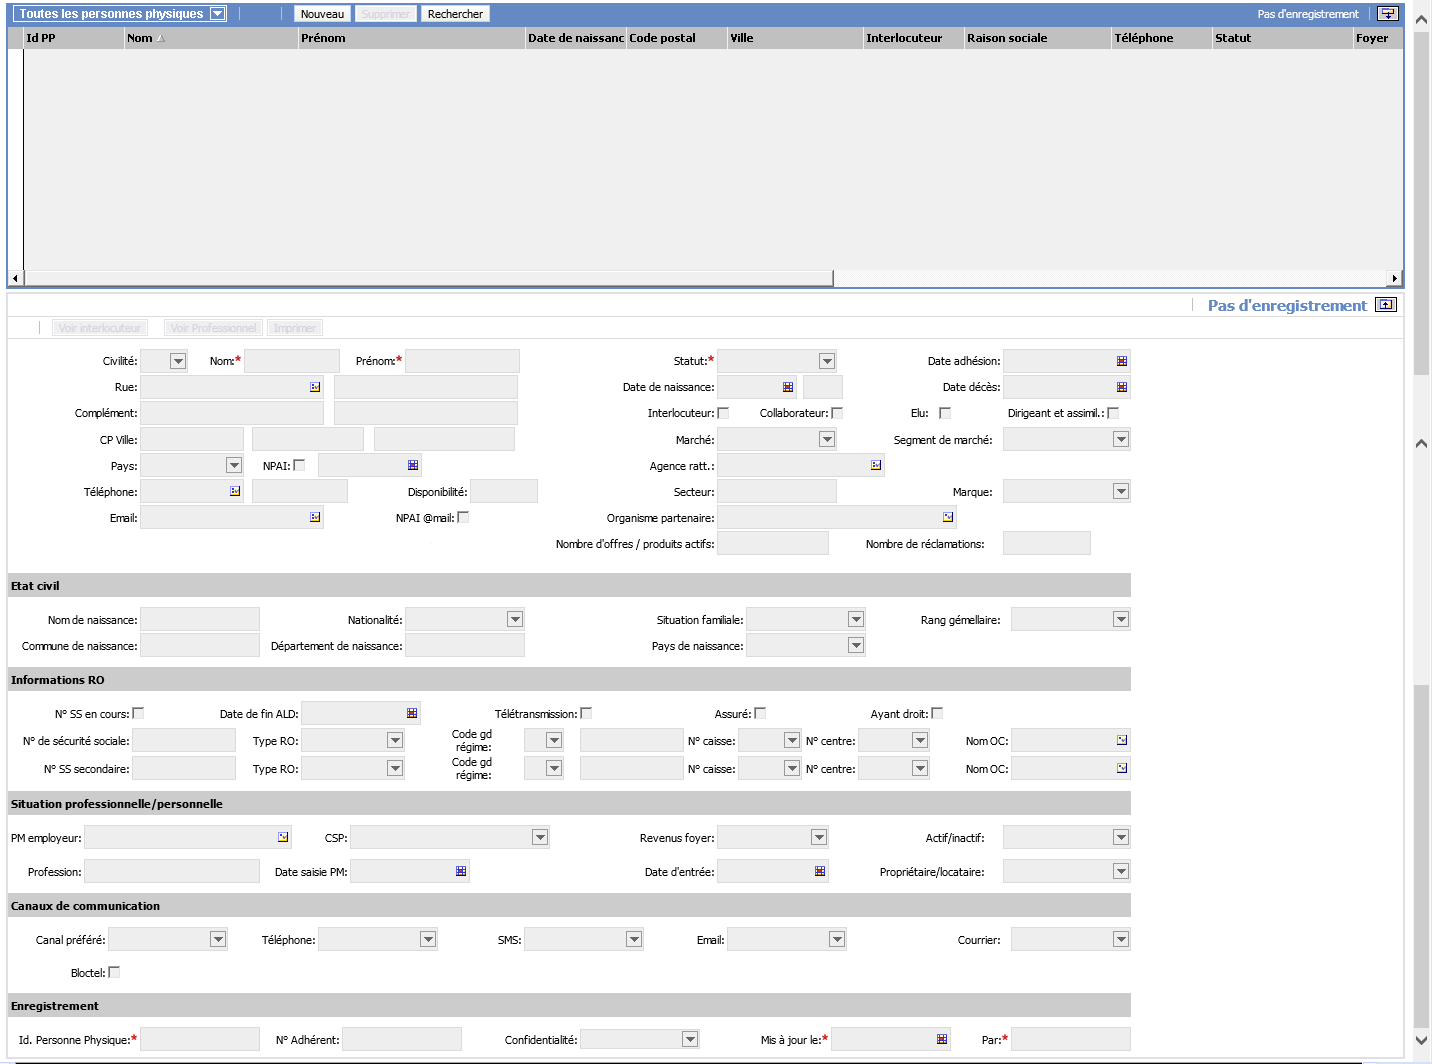 Toutes les personnes physiques Nouveau Supprimer Rechercher Pas d'enregistrement
Id PP Nom Prénom Date de naissanc Code postal Ville Interlocuteur Raison sociale Téléphone Statut Foyer
Pas d'enregistrement
Voir interlocuteur Voir Professionnel Imprimer
Civilité: Nom:* Prénom:* Statut:* Date adhésion:
Rue: Date de naissance: Date décès:
Complément: Interlocuteur: Collaborateur: Elu: Dirigeant et assimil.:
CP Ville: Marché: Segment de marché:
Pays: NPAI: Agence ratt.:
Téléphone: Disponibilité: Secteur: Marque:
Email: NPAI @mail: Organisme partenaire:
Nombre d'offres / produits actifs: Nombre de réclamations:
Etat civil
Nom de naissance: Nationalité: Situation familiale: Rang gémellaire:
Commune de naissance: Département de naissance: Pays de naissance:
Informations RO
N° SS en cours: Date de fin ALD: Télétransmission: Assuré: Ayant droit:
N° de sécurité sociale: Type RO: Code gd régime: N° caisse: N° centre: Nom OC:
N° SS secondaire: Type RO: Code gd régime: N° caisse: N° centre: Nom OC:
Situation professionnelle/personnelle
PM employeur: CSP: Revenus foyer: Actif/inactif:
Profession: Date saisie PM: Date d'entrée: Propriétaire/locataire:
Canaux de communication
Canal préféré: Téléphone: SMS: Email: Courrier:
Bloctel:
Enregistrement
Id. Personne Physique:* N° Adhérent: Confidentialité: Mis à jour le:* Par:*